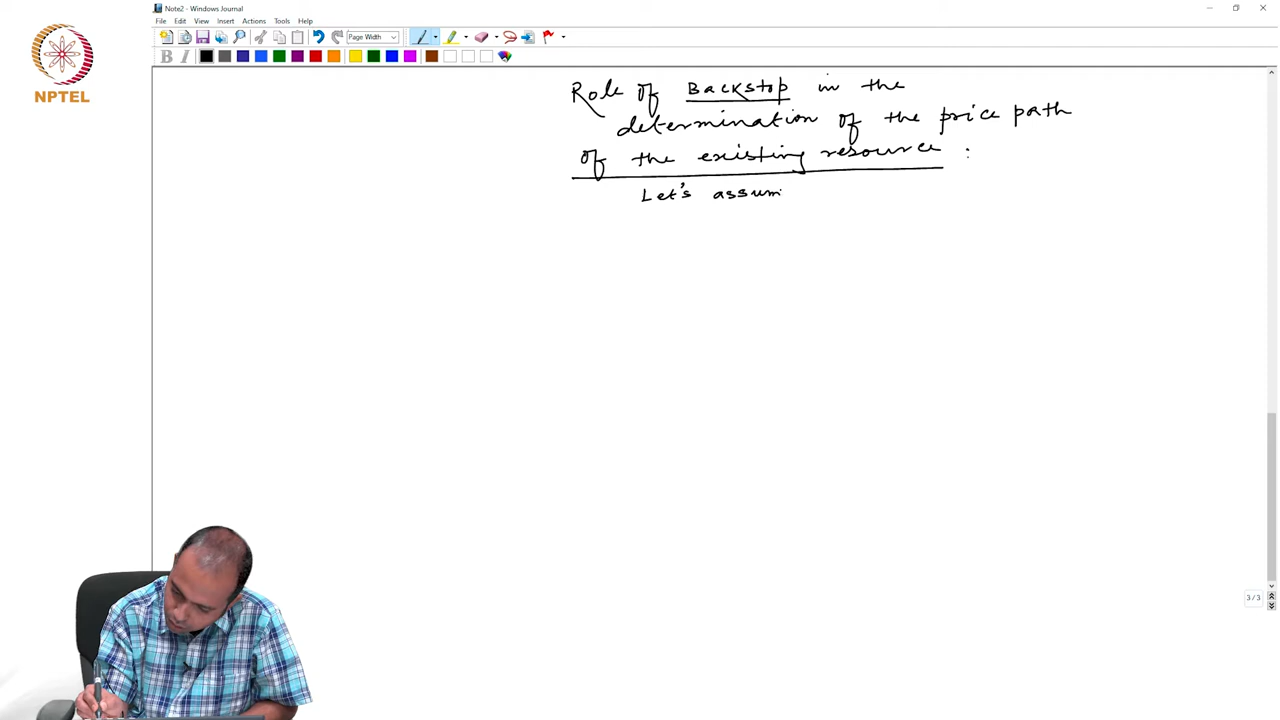 Note2 - Windows Journal
File Edit View Insert Actions Tools Help
Page Width
B I
NPTEL
Role of Backstop in the
determination of the price path
of the existing resource :
Let's assum
3/3